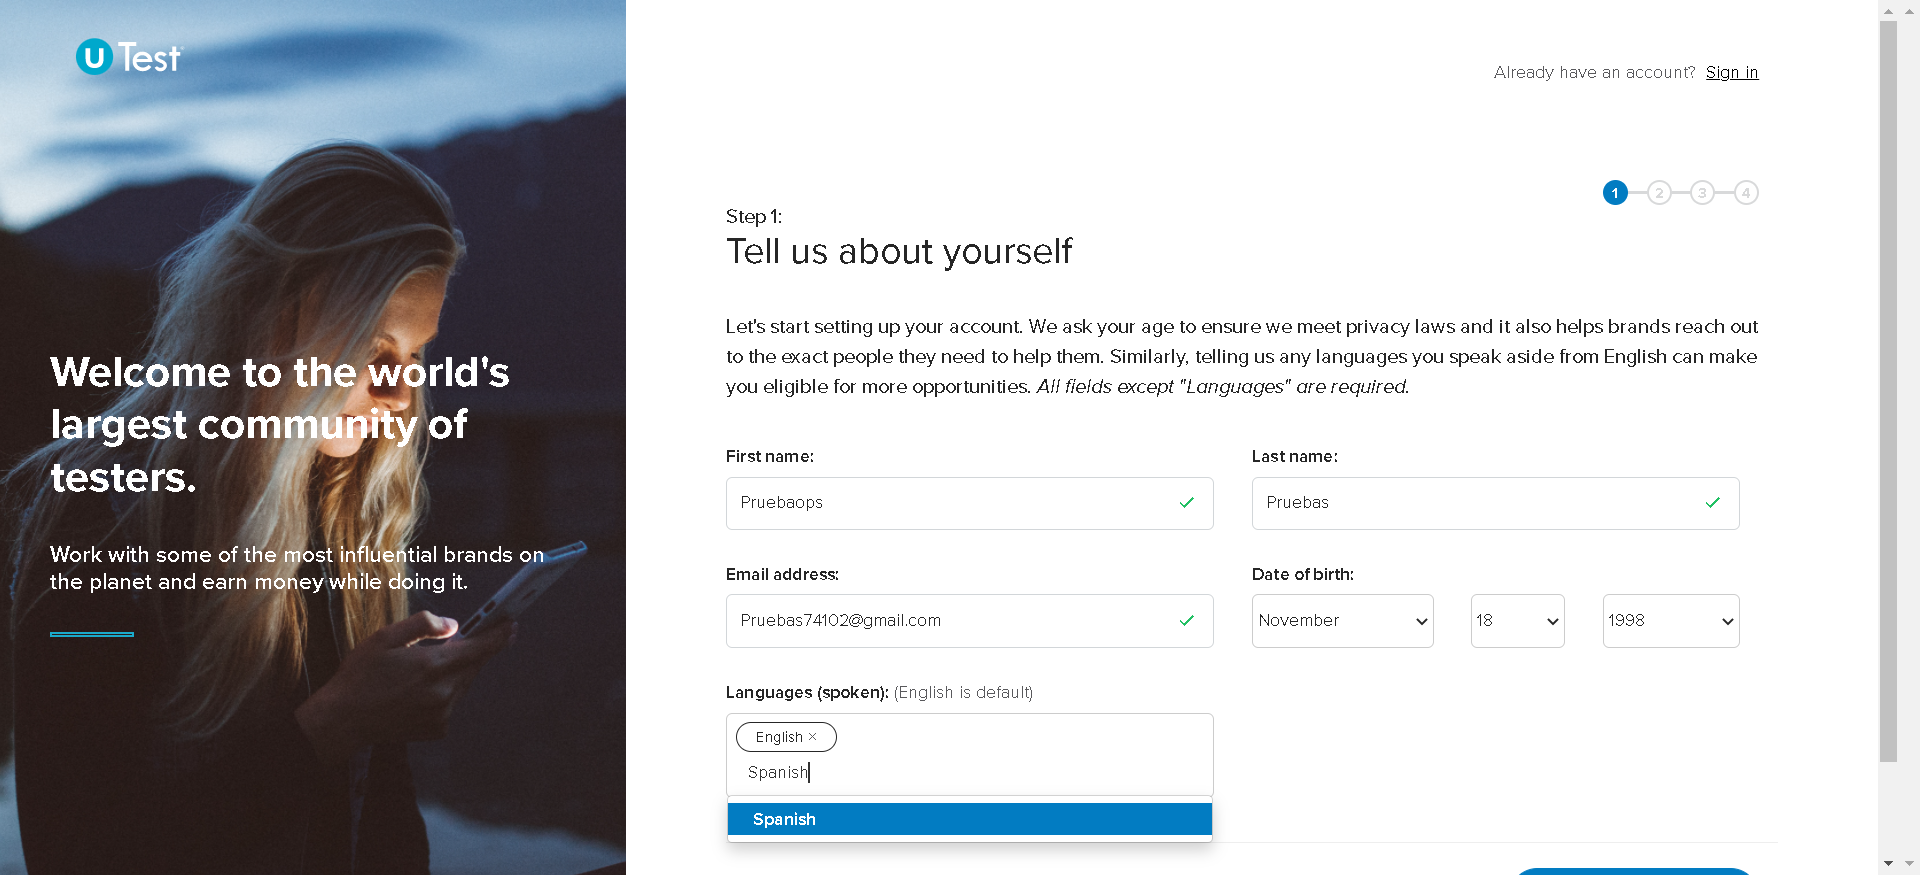 U Test
Already have an account? Sign in
1 2 3 4
Step 1:
Tell us about yourself
Welcome to the world's
largest community of
testers.
Work with some of the most influential brands on
the planet and earn money while doing it.
Let's start setting up your account. We ask your age to ensure we meet privacy laws and it also helps brands reach out
to the exact people they need to help them. Similarly, telling us any languages you speak aside from English can make
you eligible for more opportunities. All fields except "Languages" are required.
First name:
Last name:
Pruebaops
Pruebas
Email address:
Date of birth:
Pruebas74102@gmail.com
November
18
1998
Languages (spoken): (English is default)
English ×
Spanish
Spanish